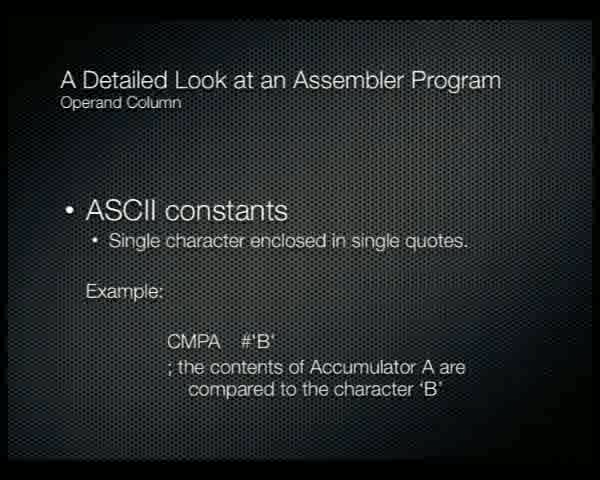 A Detailed Look at an Assembler Program
Operand Column
• ASCII constants
• Single character enclosed in single quotes.
Example:
CMPA #'B'
; the contents of Accumulator A are
compared to the character ‘B’